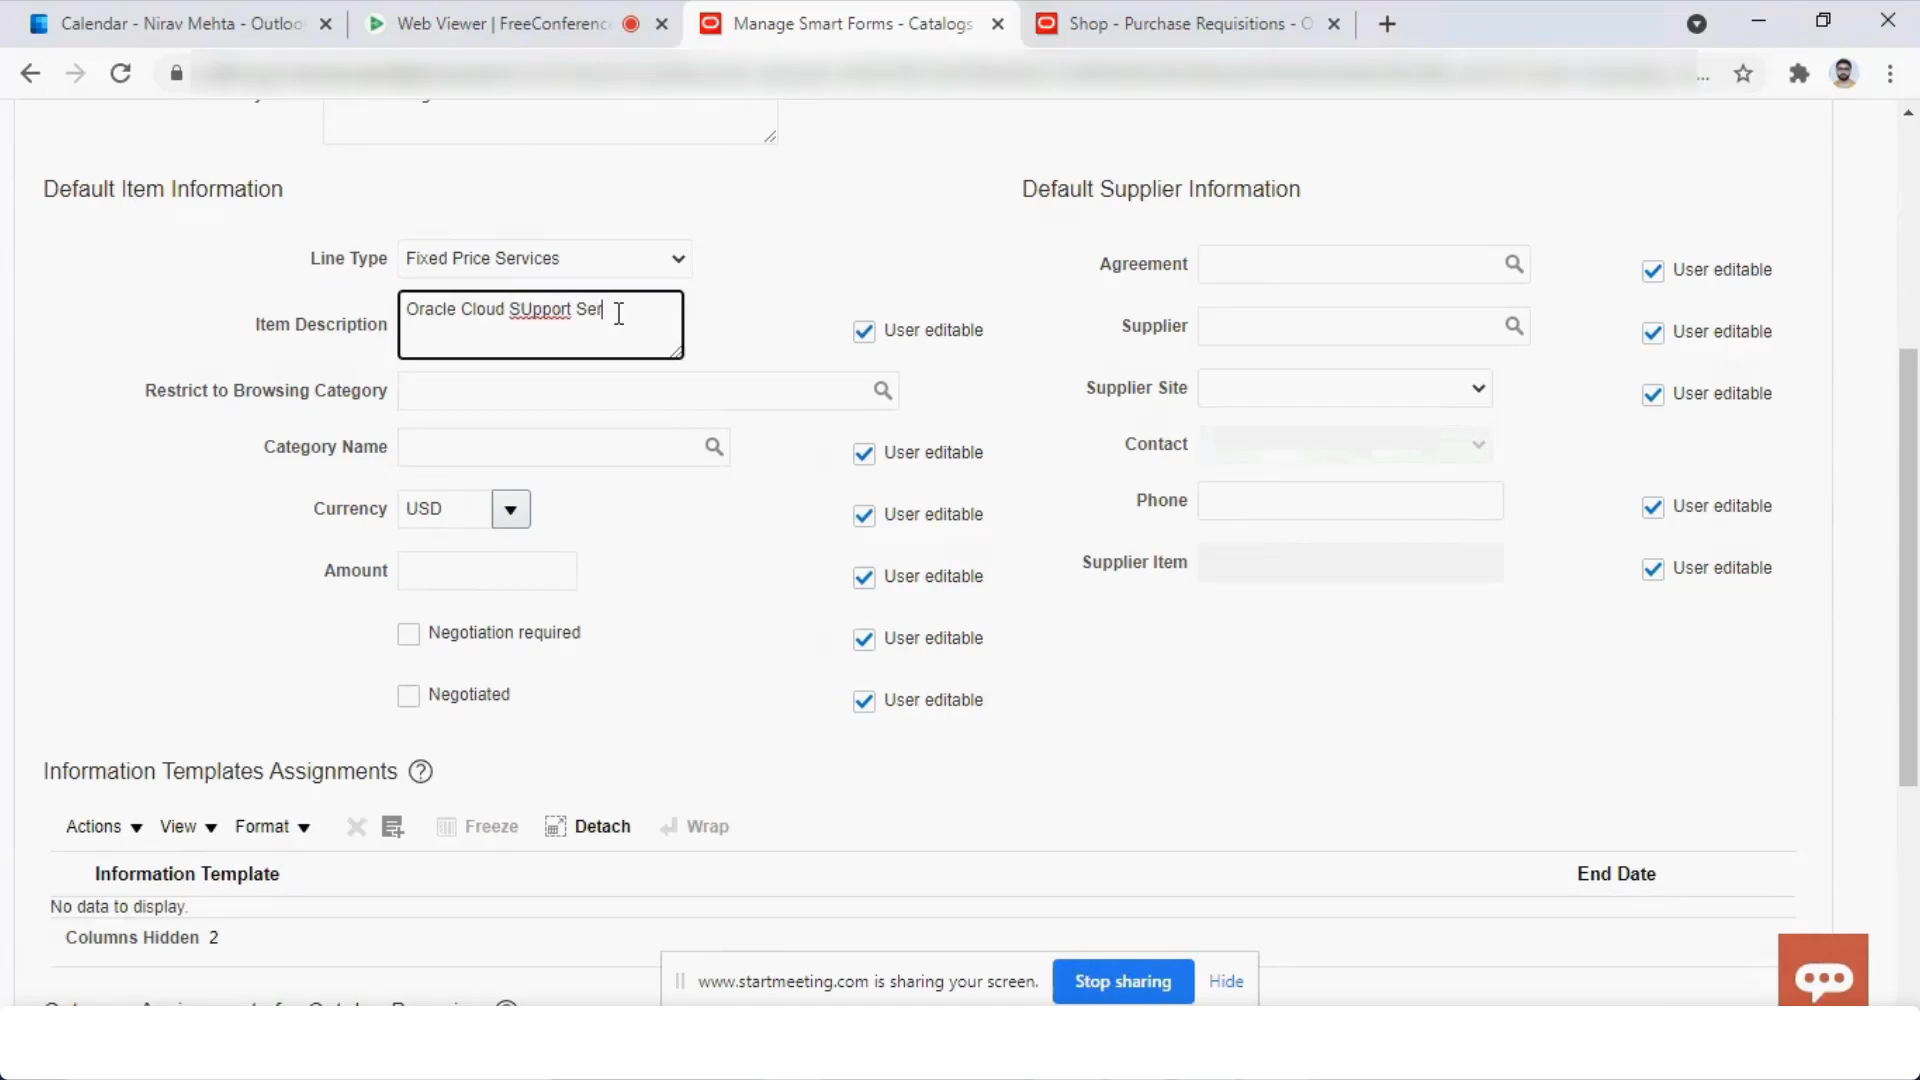 Calendar - Nirav Mehta - Outloo
Web Viewer | FreeConferenc
Manage Smart Forms - Catalogs
Shop - Purchase Requisitions - O
Default Item Information
Default Supplier Information
Line Type Fixed Price Services
Agreement User editable
Item Description Oracle Cloud SUpport Ser User editable
Supplier User editable
Restrict to Browsing Category
Supplier Site User editable
Category Name User editable
Contact
Currency USD User editable
Phone User editable
Amount User editable
Supplier Item User editable
Negotiation required User editable
Negotiated User editable
Information Templates Assignments ?
Actions View Format Freeze Detach Wrap
Information Template End Date
No data to display.
Columns Hidden 2
www.startmeeting.com is sharing your screen. Stop sharing Hide